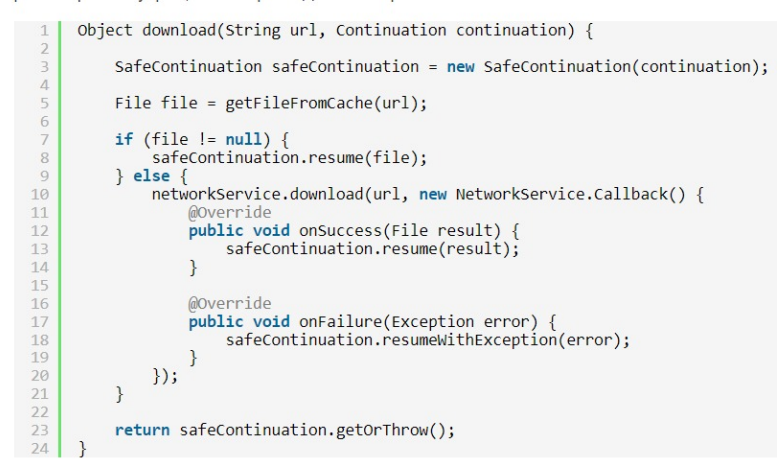 1 Object download(String url, Continuation continuation) {
2
3 SafeContinuation safeContinuation = new SafeContinuation(continuation);
4
5 File file = getFileFromCache(url);
6
7 if (file != null) {
8 safeContinuation.resume(file);
9 } else {
10 networkService.download(url, new NetworkService.Callback() {
11 @Override
12 public void onSuccess(File result) {
13 safeContinuation.resume(result);
14 }
15
16 @Override
17 public void onFailure(Exception error) {
18 safeContinuation.resumeWithException(error);
19 }
20 });
21 }
22
23 return safeContinuation.getOrThrow();
24 }